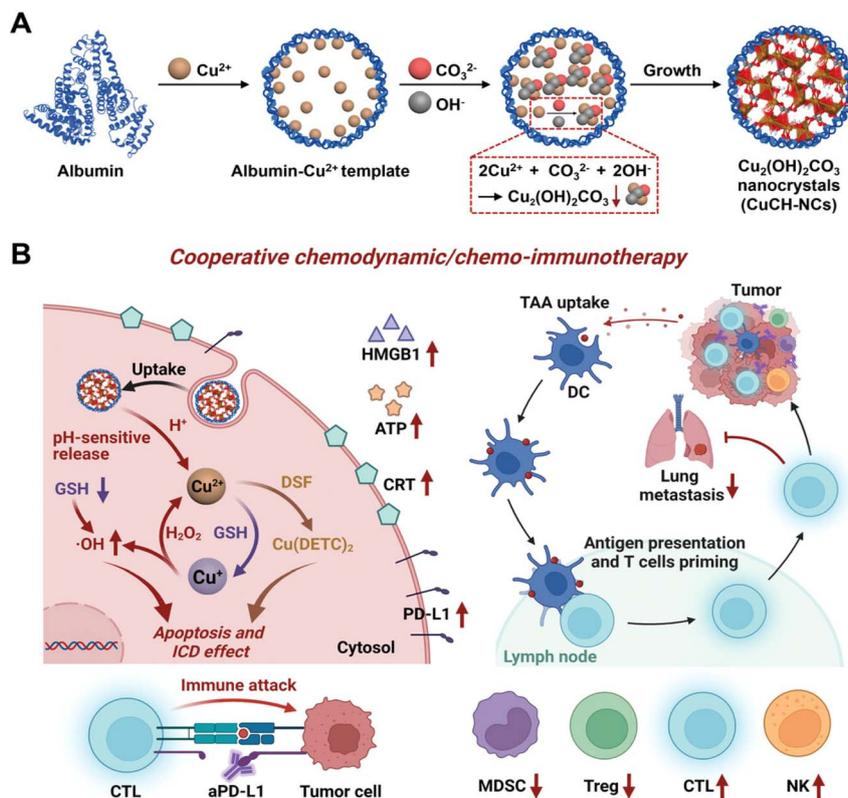 A
Cu²⁺
CO₃²⁻
OH⁻
Growth
Albumin
Albumin-Cu²⁺ template
2Cu²⁺ + CO₃²⁻ + 2OH⁻
→ Cu₂(OH)₂CO₃ ↓
Cu₂(OH)₂CO₃
nanocrystals
(CuCH-NCs)
B
Cooperative chemodynamic/chemo-immunotherapy
Uptake
pH-sensitive
release
H⁺
GSH ↓
·OH ↑
H₂O₂
Cu²⁺
GSH
Cu⁺
DSF
Cu(DETC)₂
Apoptosis and
ICD effect
Cytosol
HMGB1 ↑
ATP ↑
CRT ↑
PD-L1 ↑
TAA uptake
DC
Tumor
Lung
metastasis ↓
Antigen presentation
and T cells priming
Lymph node
Immune attack
CTL
aPD-L1
Tumor cell
MDSC ↓
Treg ↓
CTL ↑
NK ↑